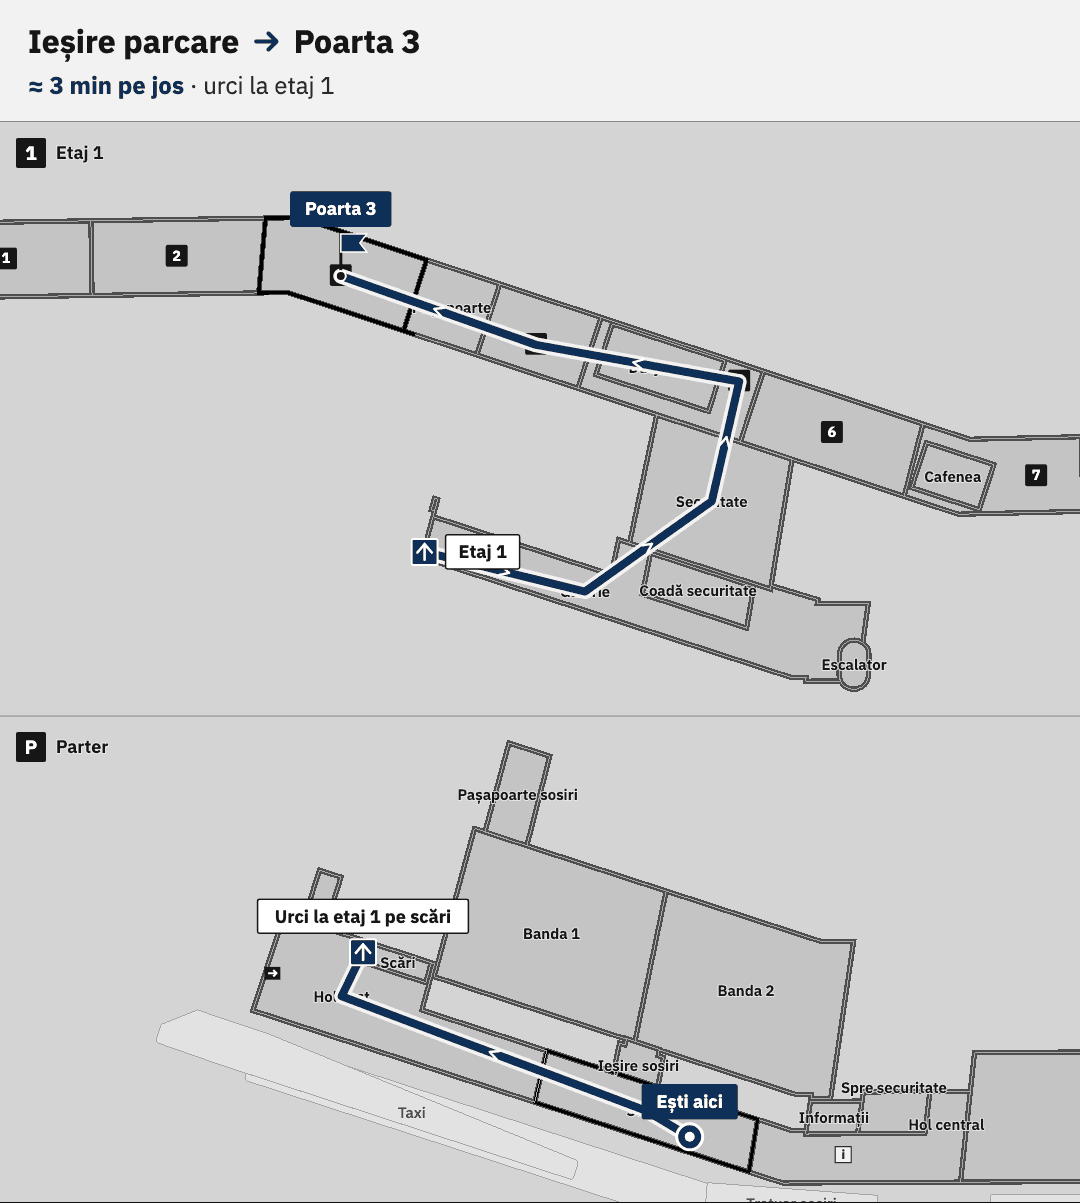 Ieșire parcare → Poarta 3
≈ 3 min pe jos · urci la etaj 1
1 Etaj 1
Poarta 3
1
2
6
Cafenea
7
Etaj 1
Coadă securitate
Escalator
P Parter
Pașapoarte sosiri
Urci la etaj 1 pe scări
Banda 1
Scări
Banda 2
Ieșire sosiri
Ești aici
Spre securitate
Taxi
Informații
Hol central
i